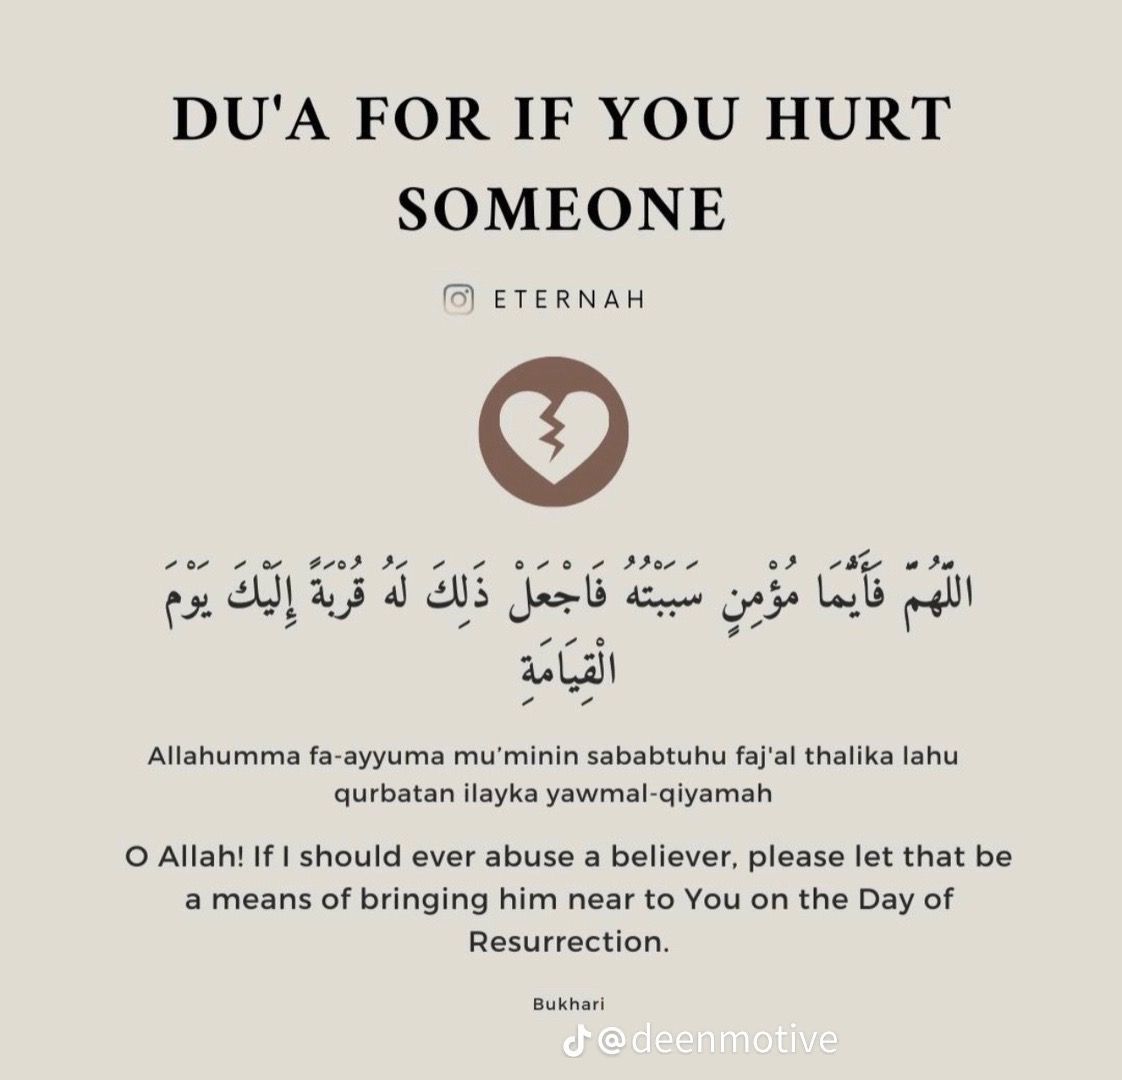 DU'A FOR IF YOU HURT
SOMEONE
ETERNAH
اللَّهُمَّ فَأَيُّمَا مُؤْمِنٍ سَبَبْتُهُ فَاجْعَلْ ذَلِكَ لَهُ قُرْبَةً إِلَيْكَ يَوْمَ
الْقِيَامَةِ
Allahumma fa-ayyuma mu’minin sababtuhu faj'al thalika lahu
qurbatan ilayka yawmal-qiyamah
O Allah! If I should ever abuse a believer, please let that be
a means of bringing him near to You on the Day of
Resurrection.
Bukhari
@deenmotive